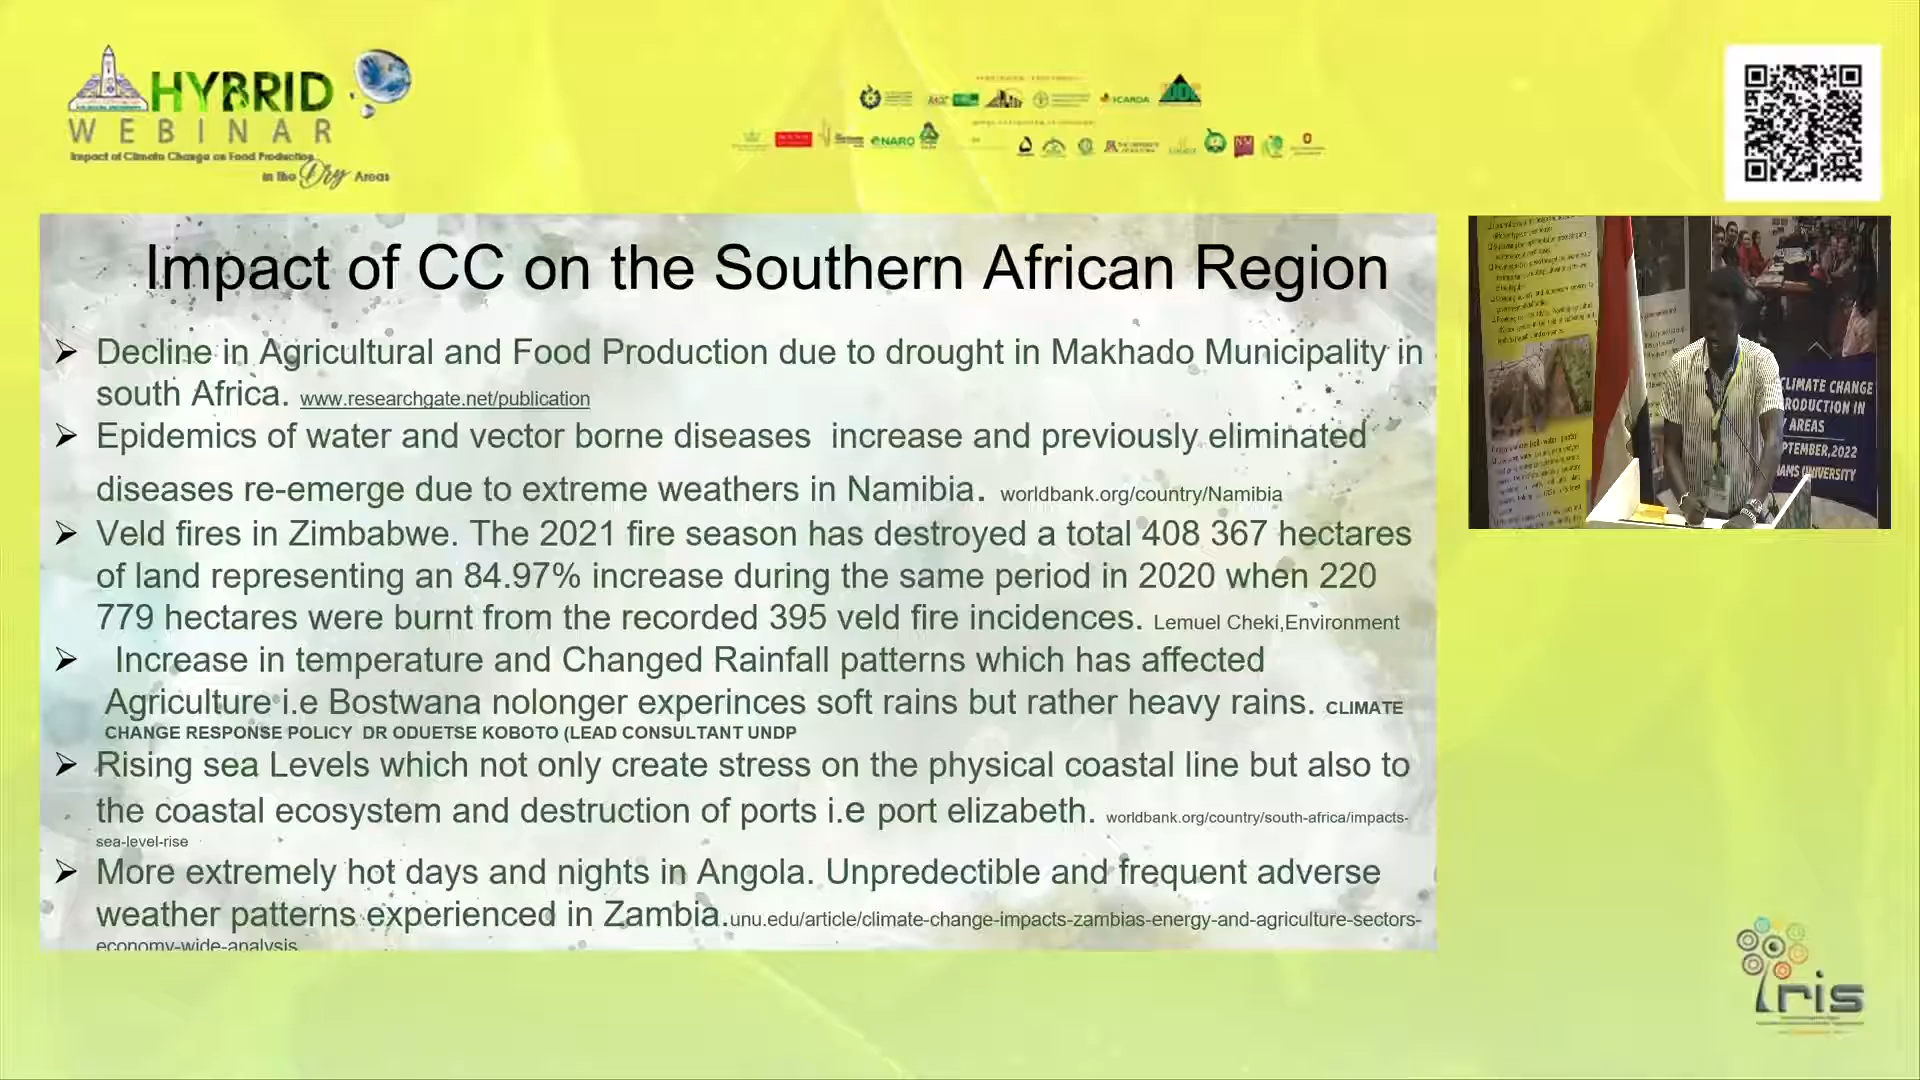 HYBRID
WEBINAR
Impact of Climate Change on Food Production
in the Dry Areas
ICARDA
NARO
Impact of CC on the Southern African Region
➢ Decline in Agricultural and Food Production due to drought in Makhado Municipality in
south Africa. www.researchgate.net/publication
➢ Epidemics of water and vector borne diseases increase and previously eliminated
diseases re-emerge due to extreme weathers in Namibia. worldbank.org/country/Namibia
➢ Veld fires in Zimbabwe. The 2021 fire season has destroyed a total 408 367 hectares
of land representing an 84.97% increase during the same period in 2020 when 220
779 hectares were burnt from the recorded 395 veld fire incidences. Lemuel Cheki,Environment
➢ Increase in temperature and Changed Rainfall patterns which has affected
Agriculture i.e Bostwana nolonger experinces soft rains but rather heavy rains. CLIMATE
CHANGE RESPONSE POLICY DR ODUETSE KOBOTO (LEAD CONSULTANT UNDP
➢ Rising sea Levels which not only create stress on the physical coastal line but also to
the coastal ecosystem and destruction of ports i.e port elizabeth. worldbank.org/country/south-africa/impacts-
sea-level-rise
➢ More extremely hot days and nights in Angola. Unpredectible and frequent adverse
weather patterns experienced in Zambia.unu.edu/article/climate-change-impacts-zambias-energy-and-agriculture-sectors-
economy-wide-analysis
CLIMATE CHANGE
RODUCTION IN
AREAS
PTEMBER,2022
AMS UNIVERSITY
iris